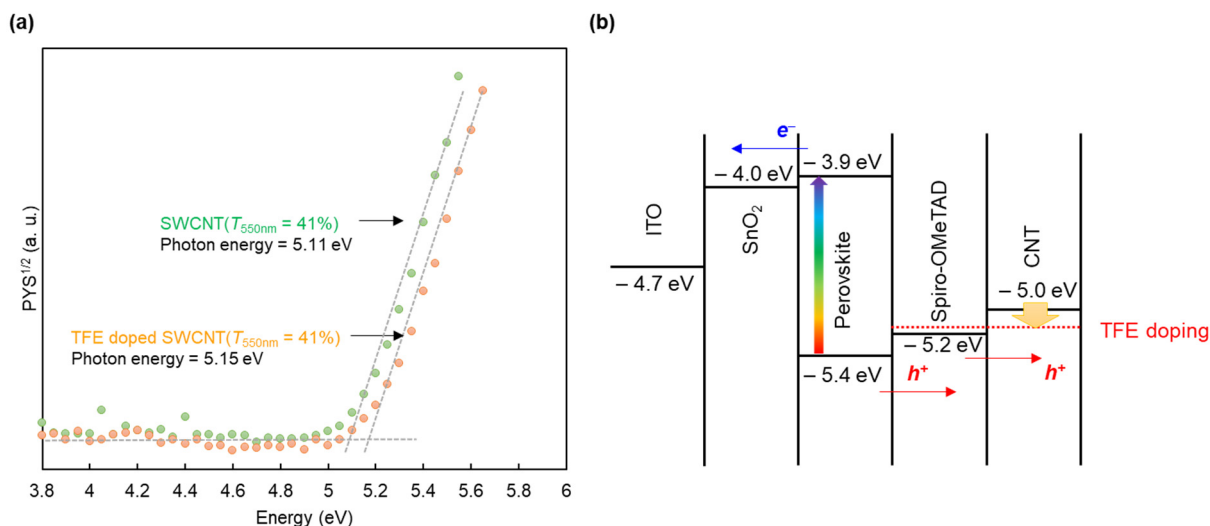 (a)
PYS1/2 (a. u.)
SWCNT(T550nm = 41%)
Photon energy = 5.11 eV
TFE doped SWCNT(T550nm = 41%)
Photon energy = 5.15 eV
3.8 4 4.2 4.4 4.6 4.8 5 5.2 5.4 5.6 5.8 6
Energy (eV)
(b)
e–
– 3.9 eV
– 4.0 eV
ITO
SnO2
Perovskite
Spiro-OMeTAD
CNT
– 4.7 eV
– 5.0 eV
TFE doping
– 5.2 eV
– 5.4 eV
h+
h+